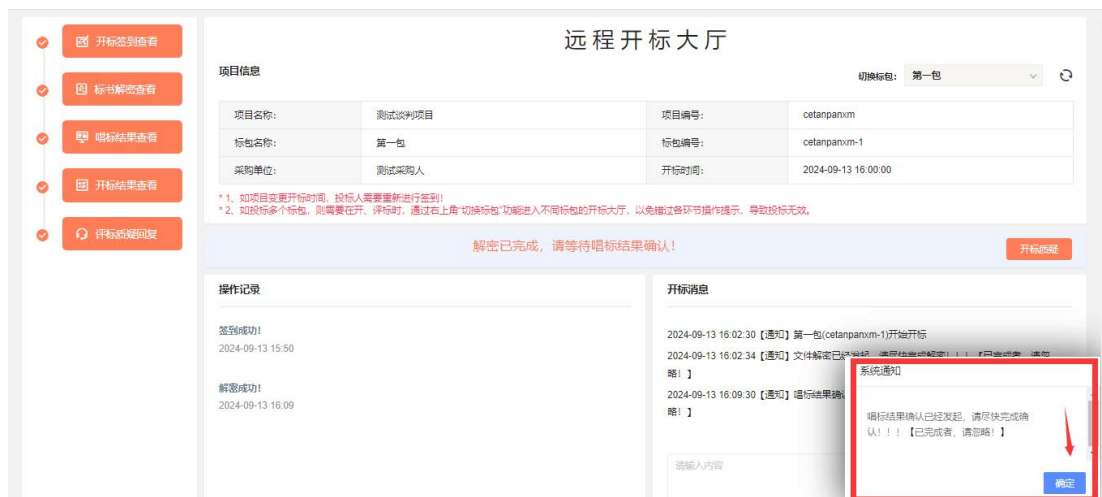 远程开标大厅
开标签到查看
标书解密查看
唱标结果查看
开标结果查看
评标质疑回复
项目信息
切换标包: 第一包
项目名称: 测试谈判项目 项目编号: cetanpanxm
标包名称: 第一包 标包编号: cetanpanxm-1
采购单位: 测试采购人 开标时间: 2024-09-13 16:00:00
* 1、如项目变更开标时间，投标人需要重新进行签到!
* 2、如投标多个标包，则需要在开、评标时，通过右上角“切换标包”功能进入不同标包的开标大厅，以免错过各环节操作提示，导致投标无效。
解密已完成，请等待唱标结果确认！
开标质疑
操作记录
签到成功!
2024-09-13 15:50
解密成功!
2024-09-13 16:09
开标消息
2024-09-13 16:02:30【通知】第一包(cetanpanxm-1)开始开标
2024-09-13 16:02:34【通知】文件解密已经发起，请尽快完成解密！！！【已完成者，请忽
略！】
2024-09-13 16:09:30【通知】唱标结果确
略！】
请输入内容
系统通知
唱标结果确认已经发起，请尽快完成确
认！！！【已完成者，请忽略！】
确定